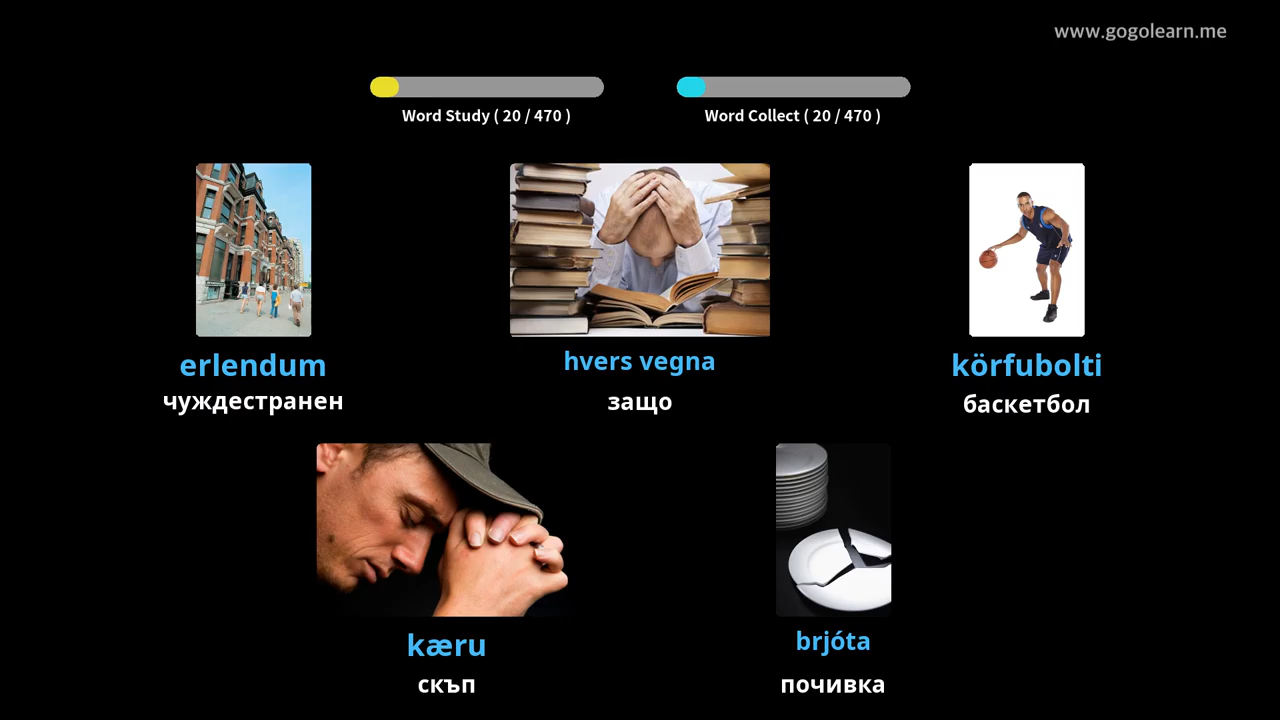 www.gogolearn.me
Word Study ( 20 / 470 )
Word Collect ( 20 / 470 )
erlendum
чуждестранен
hvers vegna
защо
körfubolti
баскетбол
kæru
скъп
brjóta
почивка